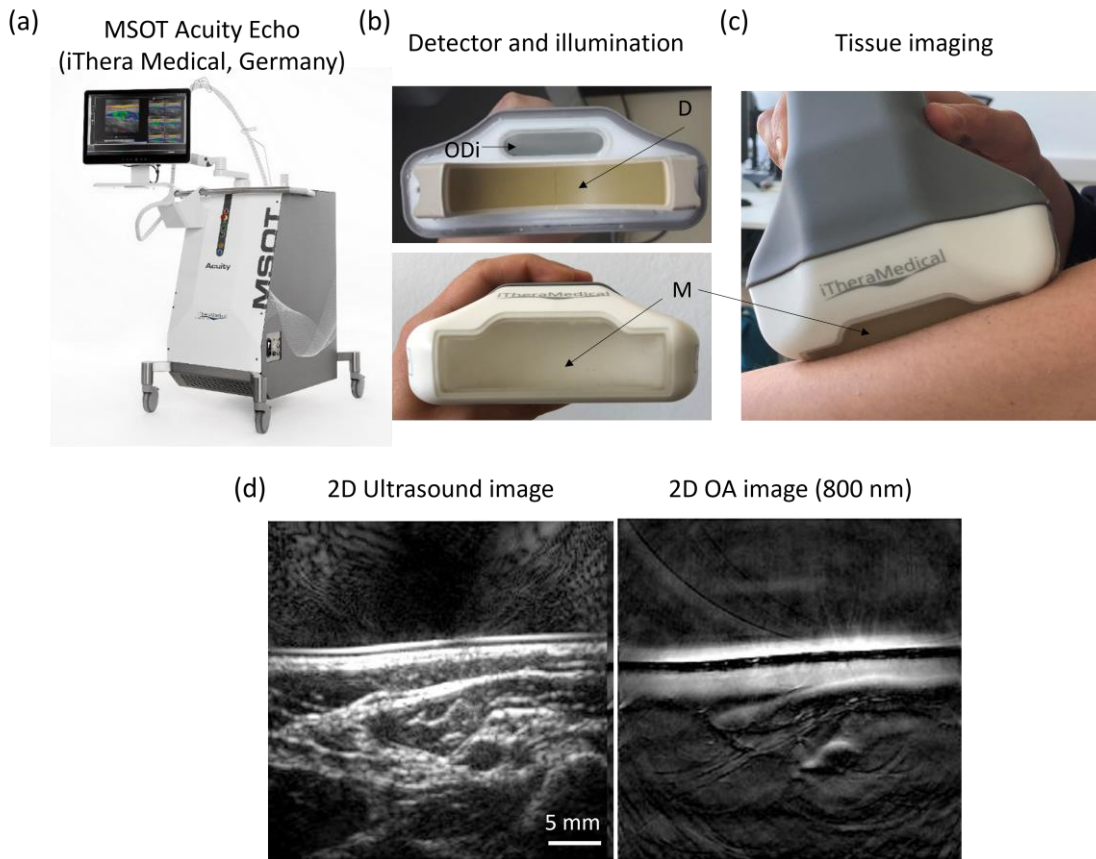 (a)
MSOT Acuity Echo
(iThera Medical, Germany)
Acuity
MSOT
(b)
Detector and illumination
D
ODi
iTheraMedical
M
(c)
Tissue imaging
iTheraMedical
(d)
2D Ultrasound image
2D OA image (800 nm)
5 mm